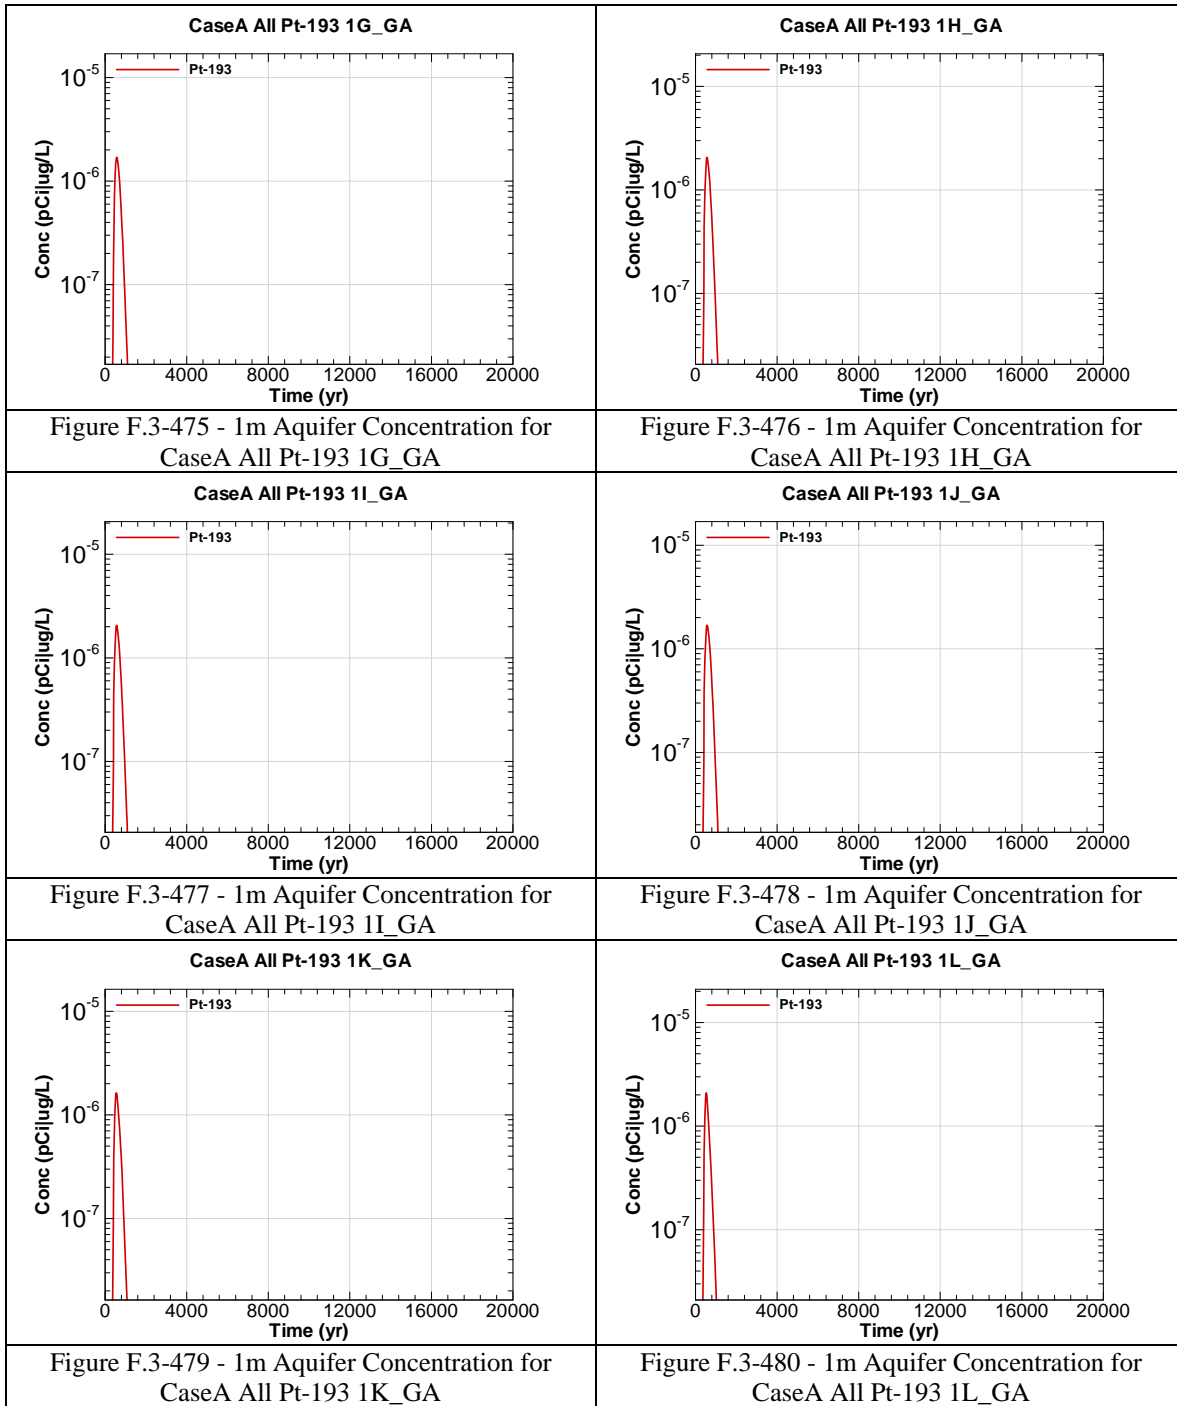 CaseA All Pt-193 1G_GA
Pt-193
10-5
10-6
10-7
Conc (pCi|ug/L)
0 4000 8000 12000 16000 20000
Time (yr)
Figure F.3-475 - 1m Aquifer Concentration for
CaseA All Pt-193 1G_GA
CaseA All Pt-193 1H_GA
Pt-193
10-5
10-6
10-7
Conc (pCi|ug/L)
0 4000 8000 12000 16000 20000
Time (yr)
Figure F.3-476 - 1m Aquifer Concentration for
CaseA All Pt-193 1H_GA
CaseA All Pt-193 1I_GA
Pt-193
10-5
10-6
10-7
Conc (pCi|ug/L)
0 4000 8000 12000 16000 20000
Time (yr)
Figure F.3-477 - 1m Aquifer Concentration for
CaseA All Pt-193 1I_GA
CaseA All Pt-193 1J_GA
Pt-193
10-5
10-6
10-7
Conc (pCi|ug/L)
0 4000 8000 12000 16000 20000
Time (yr)
Figure F.3-478 - 1m Aquifer Concentration for
CaseA All Pt-193 1J_GA
CaseA All Pt-193 1K_GA
Pt-193
10-5
10-6
10-7
Conc (pCi|ug/L)
0 4000 8000 12000 16000 20000
Time (yr)
Figure F.3-479 - 1m Aquifer Concentration for
CaseA All Pt-193 1K_GA
CaseA All Pt-193 1L_GA
Pt-193
10-5
10-6
10-7
Conc (pCi|ug/L)
0 4000 8000 12000 16000 20000
Time (yr)
Figure F.3-480 - 1m Aquifer Concentration for
CaseA All Pt-193 1L_GA